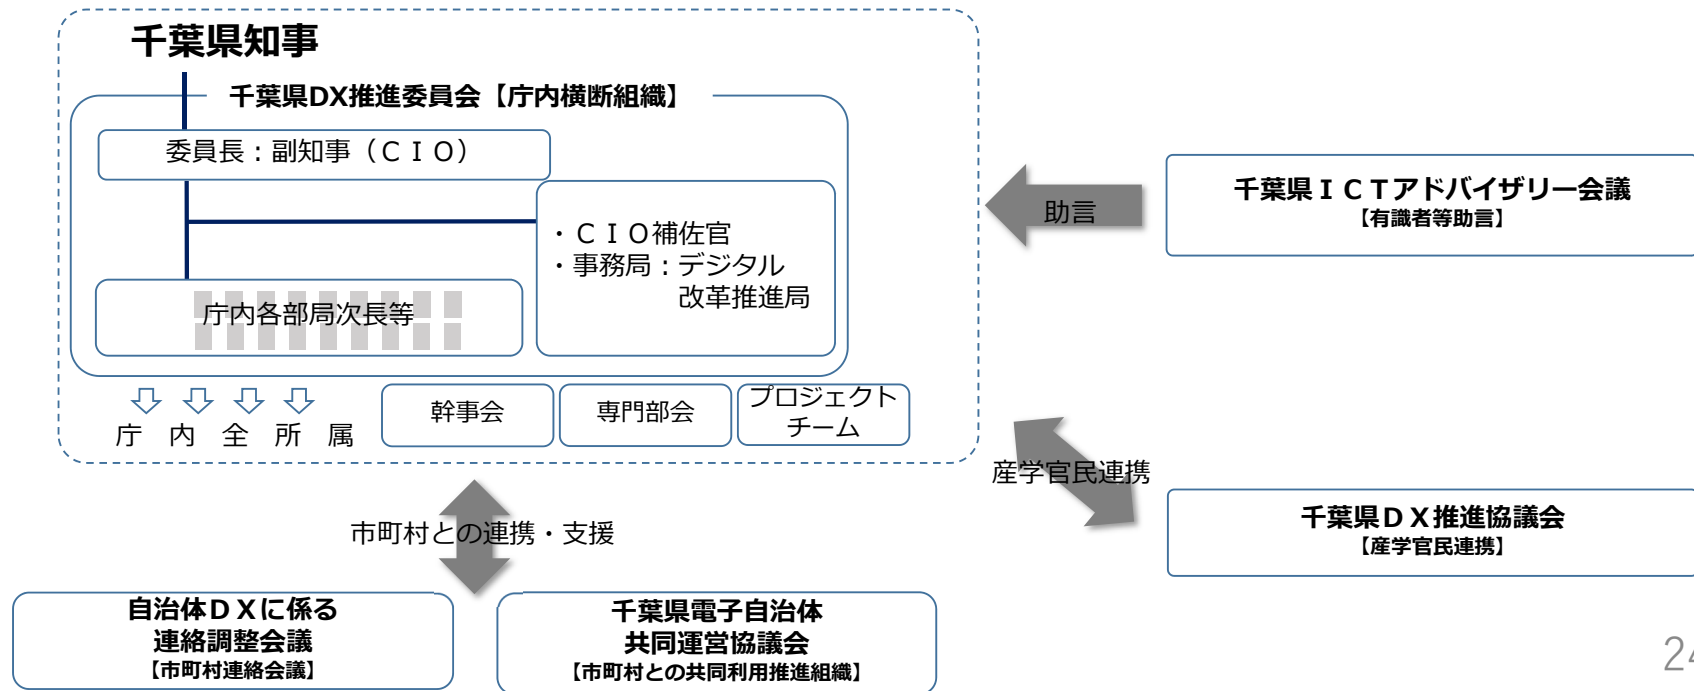 千葉県知事
千葉県DX推進委員会【庁内横断組織】
委員長：副知事（ＣＩＯ）
・ＣＩＯ補佐官
・事務局：デジタル
改革推進局
庁内各部局次長等
庁内全所属
幹事会
専門部会
プロジェクト
チーム
助言
千葉県ＩＣＴアドバイザリー会議
【有識者等助言】
産学官民連携
千葉県ＤＸ推進協議会
【産学官民連携】
市町村との連携・支援
自治体ＤＸに係る
連絡調整会議
【市町村連絡会議】
千葉県電子自治体
共同運営協議会
【市町村との共同利用推進組織】
24